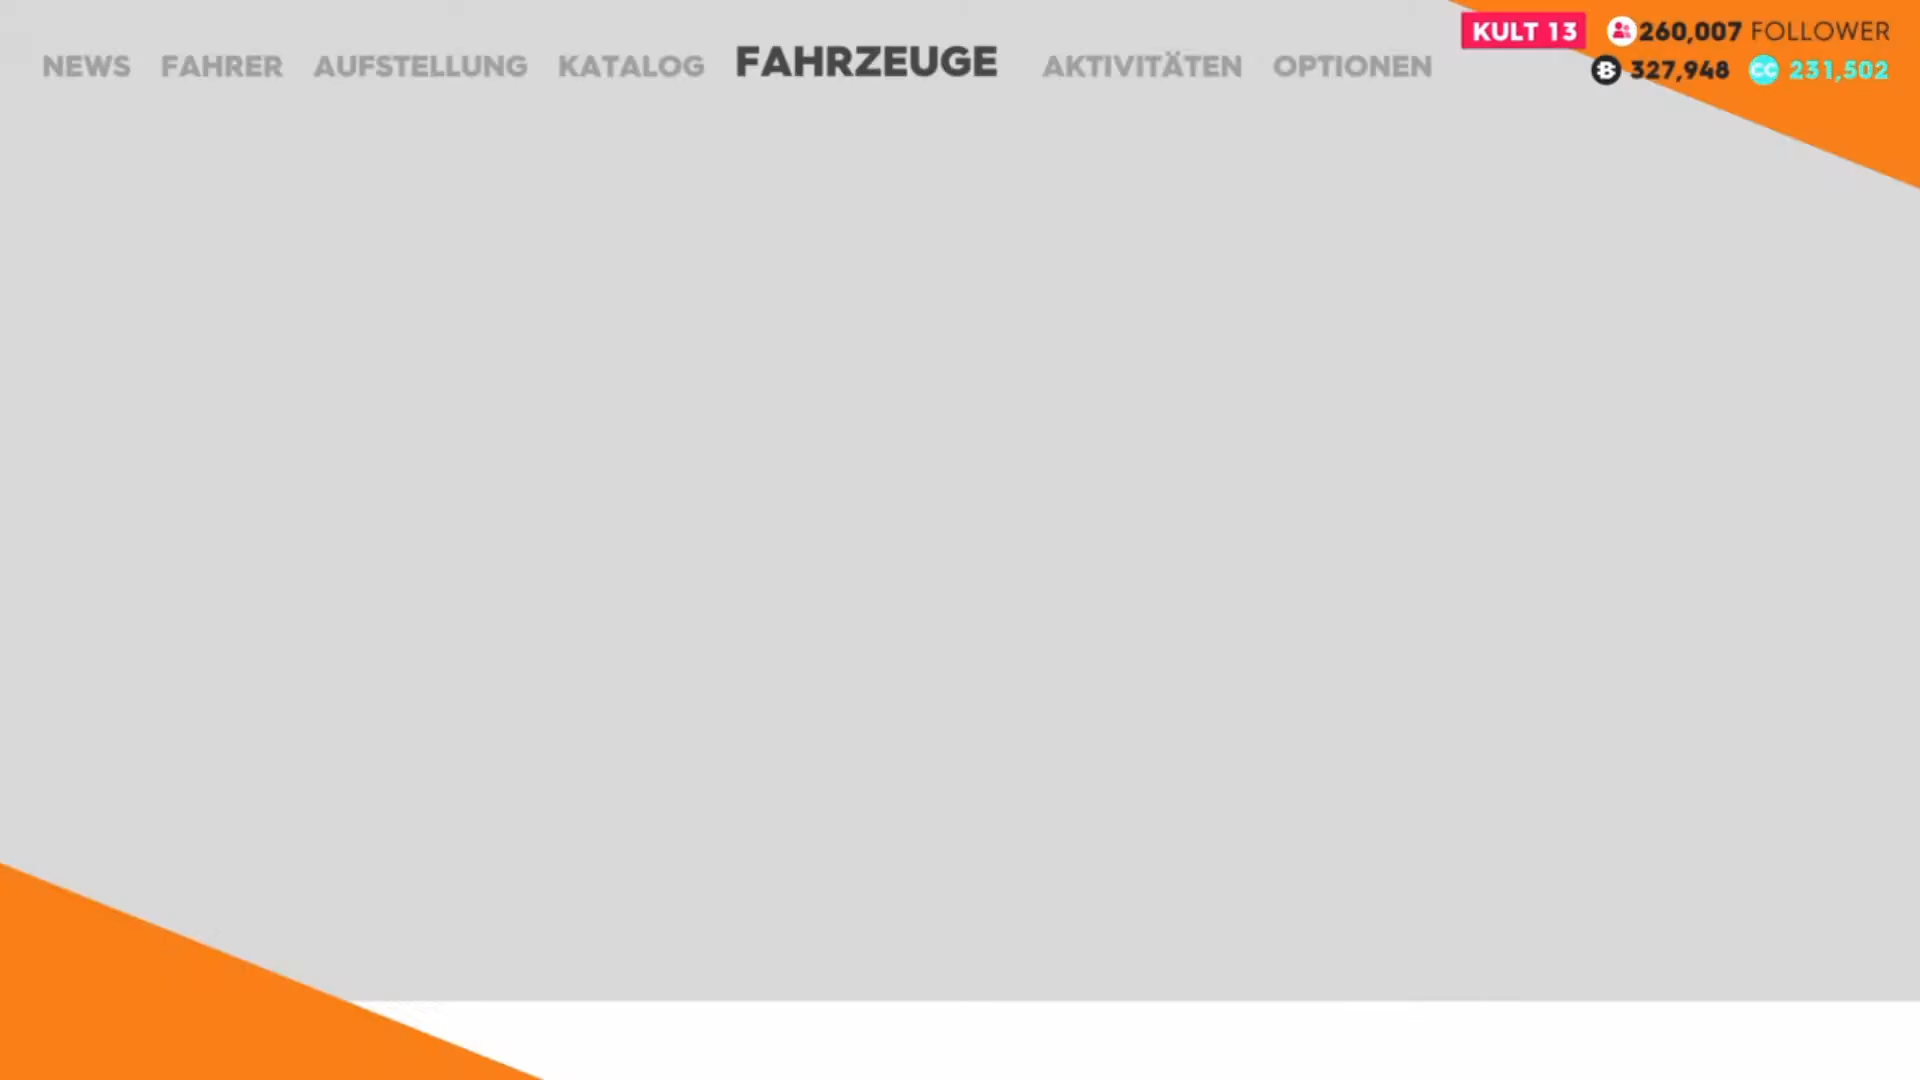 NEWS FAHRER AUFSTELLUNG KATALOG FAHRZEUGE AKTIVITÄTEN OPTIONEN
KULT 13 260,007 FOLLOWER
327,948 CC 231,502